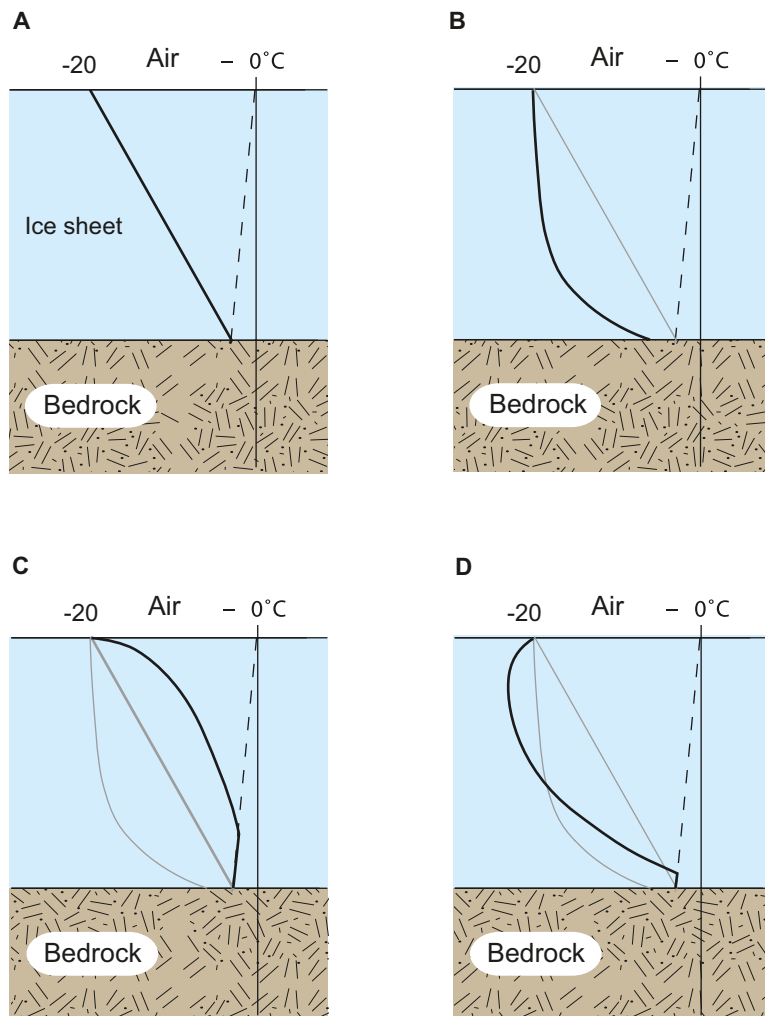 A
-20 Air – 0°C
Ice sheet
Bedrock
B
-20 Air – 0°C
Bedrock
C
-20 Air – 0°C
Bedrock
D
-20 Air – 0°C
Bedrock